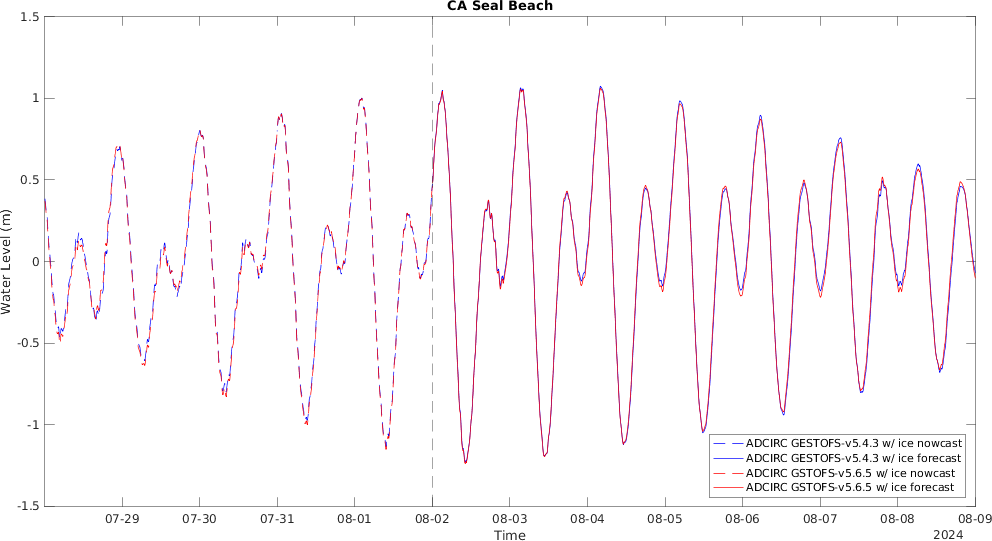 CA Seal Beach
1.5
1
0.5
0
-0.5
-1
-1.5
Water Level (m)
ADCIRC GESTOFS-v5.4.3 w/ ice nowcast
ADCIRC GESTOFS-v5.4.3 w/ ice forecast
ADCIRC GSTOFS-v5.6.5 w/ ice nowcast
ADCIRC GSTOFS-v5.6.5 w/ ice forecast
07-29 07-30 07-31 08-01 08-02 08-03 08-04 08-05 08-06 08-07 08-08 08-09
Time
2024